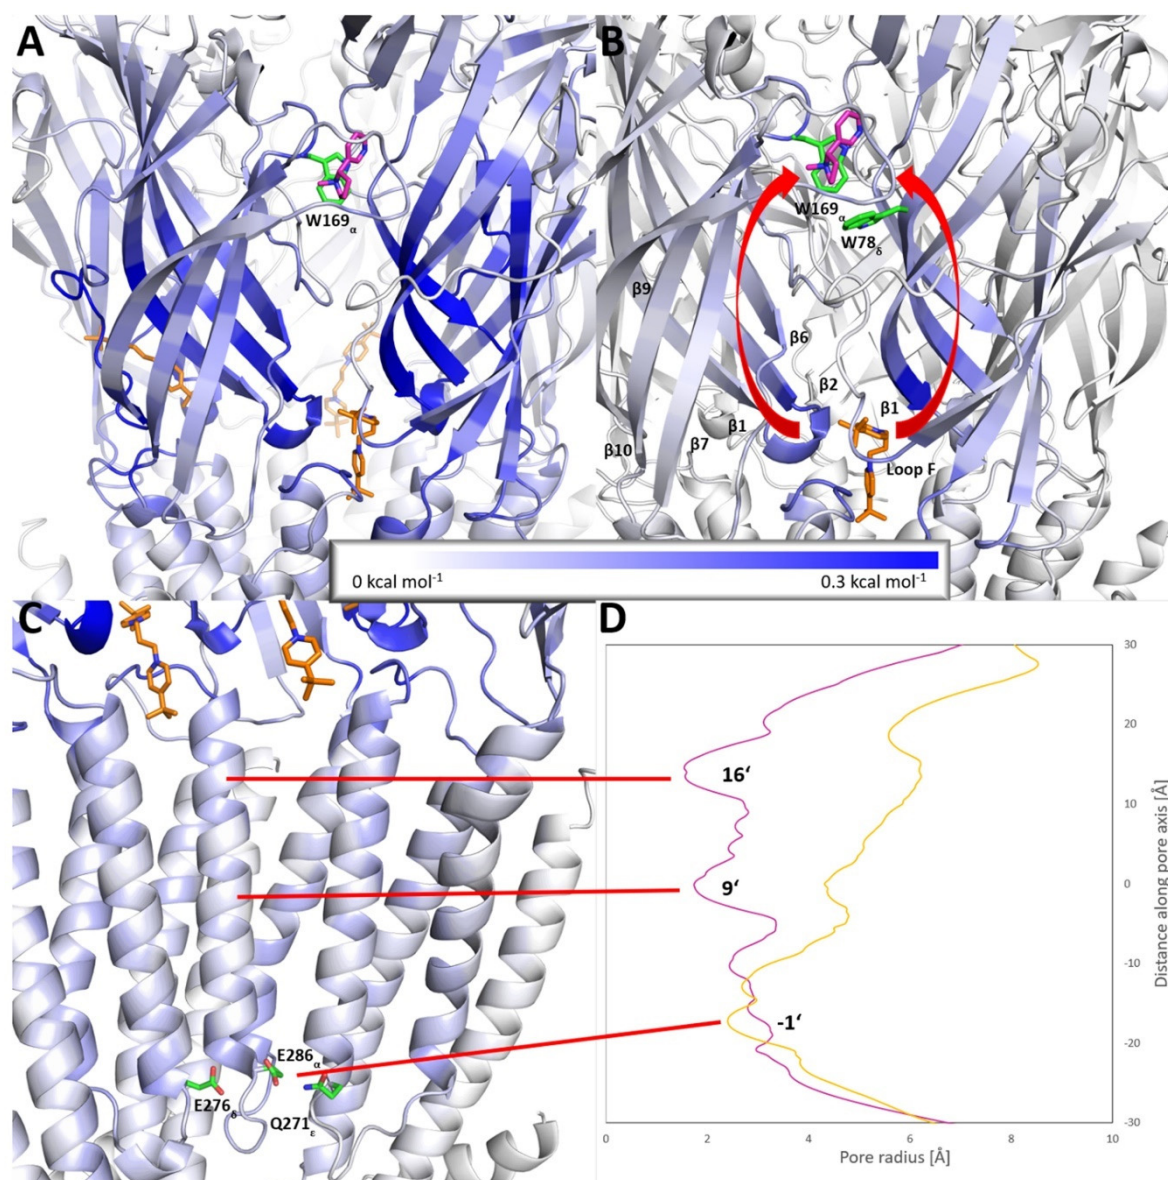 A
W169α
B
W169α
W78δ
β9
β6
β2
β1
β1
β7
β10
Loop F
0 kcal mol⁻¹
0.3 kcal mol⁻¹
C
E286α
E276δ
Q271ε
D
16‘
9‘
-1‘
30
20
10
0
-10
-20
-30
Distance along pore axis [Å]
0
2
4
6
8
10
Pore radius [Å]